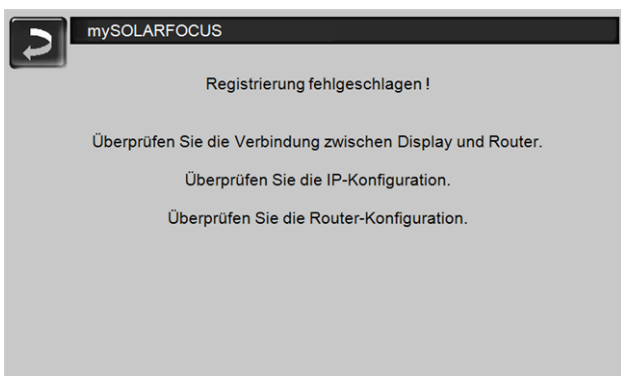 mySOLARFOCUS
Registrierung fehlgeschlagen !
Überprüfen Sie die Verbindung zwischen Display und Router.
Überprüfen Sie die IP-Konfiguration.
Überprüfen Sie die Router-Konfiguration.